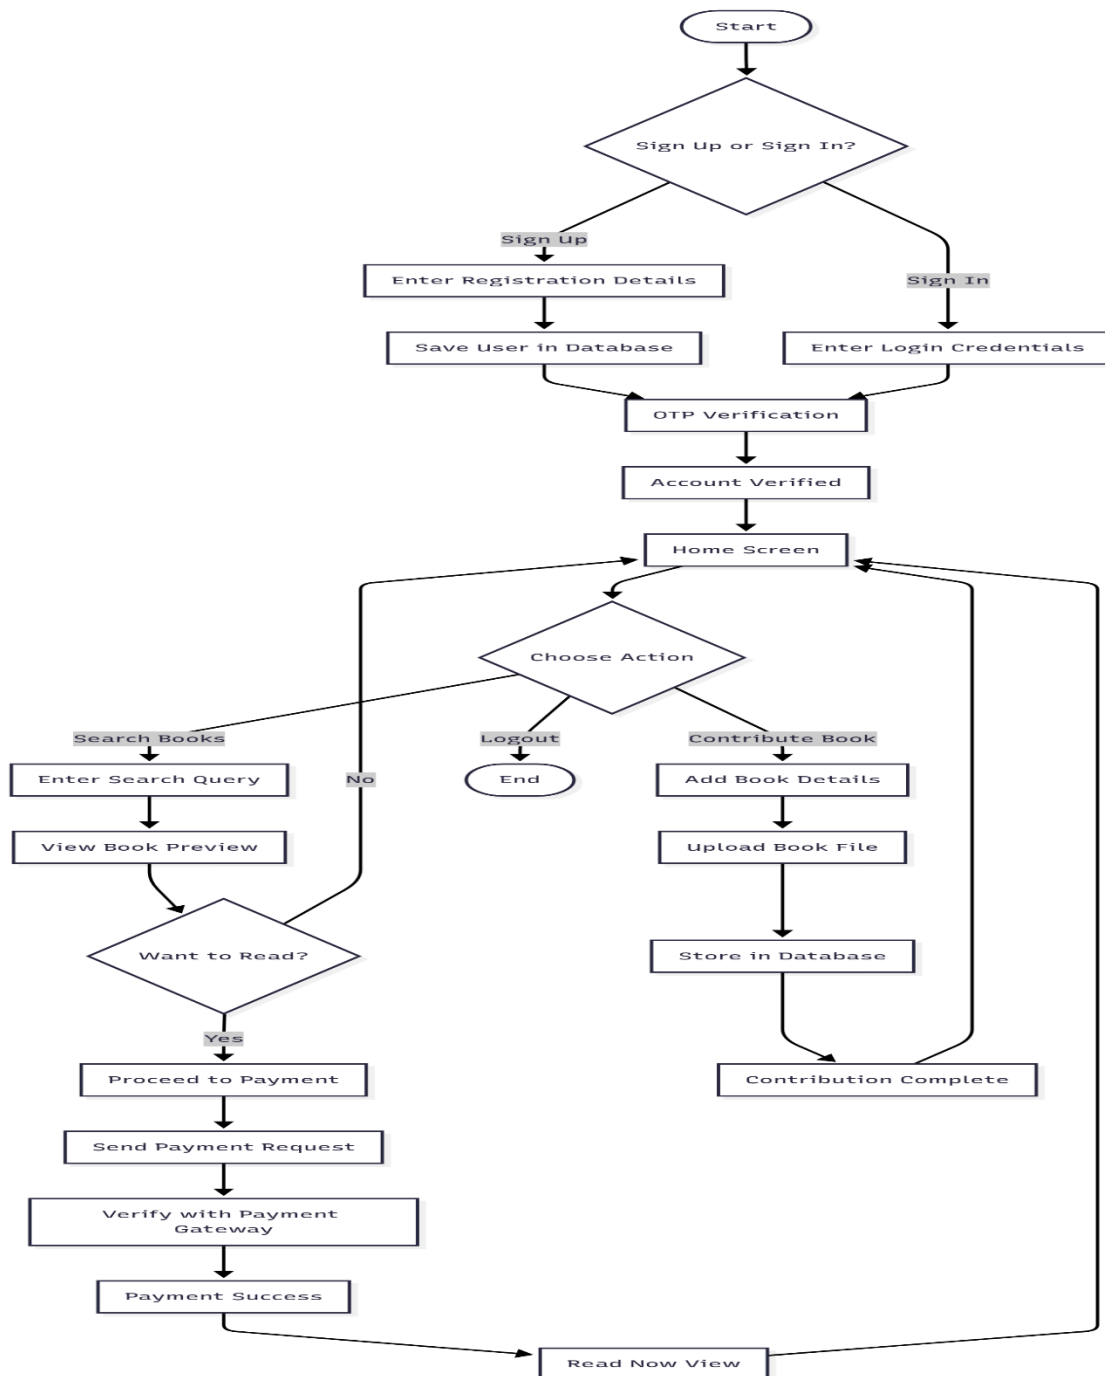 Start
Sign Up or Sign In?
Sign Up
Sign In
Enter Registration Details
Save User in Database
Enter Login Credentials
OTP Verification
Account Verified
Home Screen
Choose Action
Search Books
Logout
Contribute Book
Enter Search Query
No
End
Add Book Details
View Book Preview
Upload Book File
Want to Read?
Store in Database
Yes
Proceed to Payment
Contribution Complete
Send Payment Request
Verify with Payment
Gateway
Payment Success
Read Now View